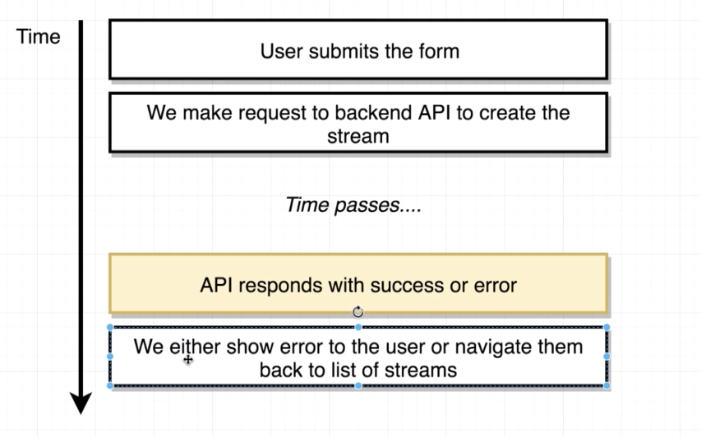 Time
User submits the form
We make request to backend API to create the
stream
Time passes....
API responds with success or error
We either show error to the user or navigate them
back to list of streams